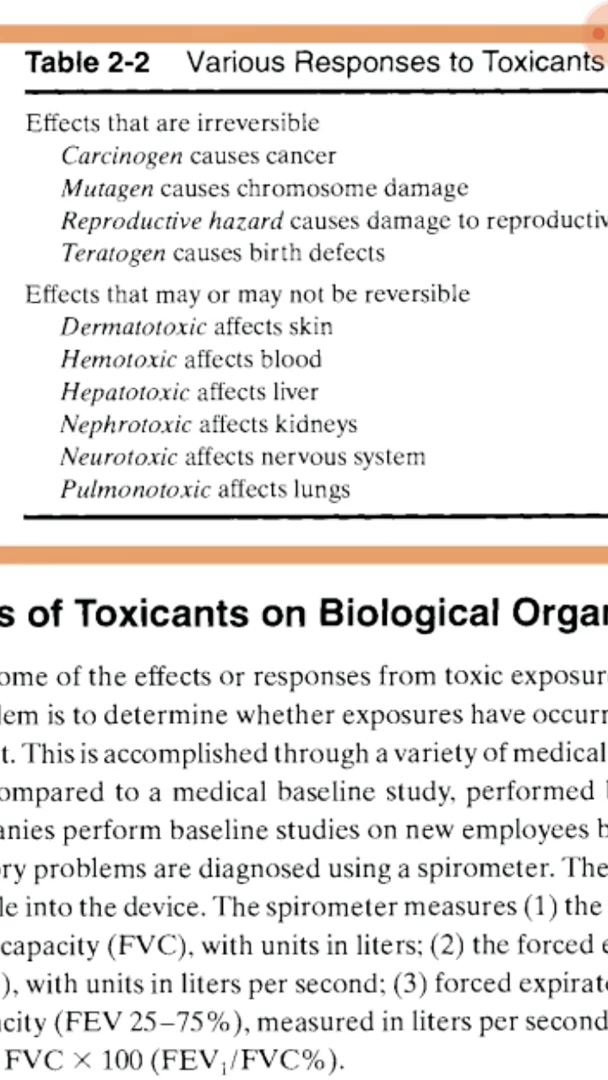 Table 2-2 Various Responses to Toxicants
Effects that are irreversible
Carcinogen causes cancer
Mutagen causes chromosome damage
Reproductive hazard causes damage to reproductiv
Teratogen causes birth defects
Effects that may or may not be reversible
Dermatotoxic affects skin
Hemotoxic affects blood
Hepatotoxic affects liver
Nephrotoxic affects kidneys
Neurotoxic affects nervous system
Pulmonotoxic affects lungs
s of Toxicants on Biological Orga
ome of the effects or responses from toxic exposur
lem is to determine whether exposures have occurr
t. This is accomplished through a variety of medical
ompared to a medical baseline study, performed
anies perform baseline studies on new employees b
ry problems are diagnosed using a spirometer. The
le into the device. The spirometer measures (1) the
capacity (FVC), with units in liters; (2) the forced e
), with units in liters per second; (3) forced expirat
city (FEV 25–75%), measured in liters per second
FVC × 100 (FEV₁/FVC%).